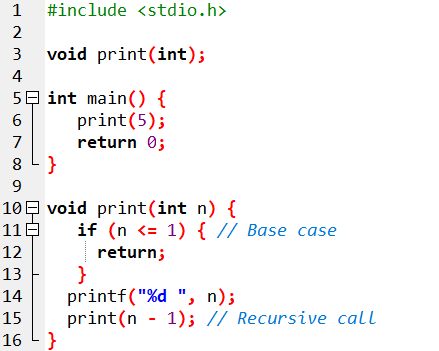 1 #include <stdio.h>
2
3 void print(int);
4
5 int main() {
6 print(5);
7 return 0;
8 }
9
10 void print(int n) {
11 if (n <= 1) { // Base case
12 return;
13 }
14 printf("%d ", n);
15 print(n - 1); // Recursive call
16 }